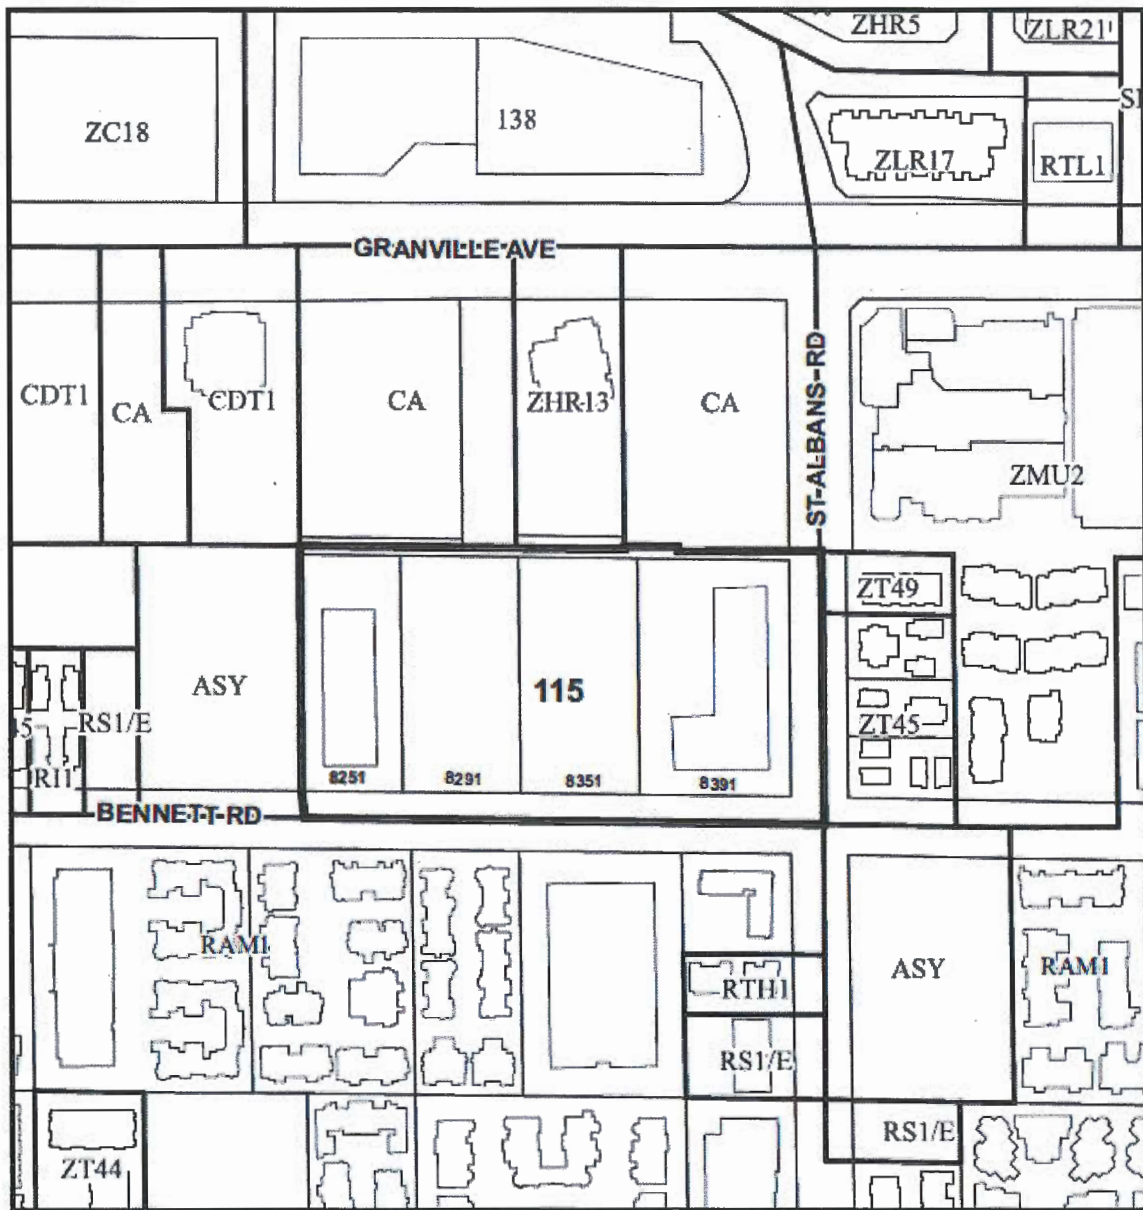 ZHR5
ZLR21
ZC18
138
ZLR17
RTL1
GRANVILLE AVE
CDT1
CA
CDT1
CA
ZHR13
CA
ST-ALBANS-RD
ZMU2
ZT49
ASY
115
RS1/E
ZT45
RI1
8251
8291
8351
8391
BENNETT-RD
RAM1
ASY
RAM1
RTH1
RS1/E
RS1/E
ZT44